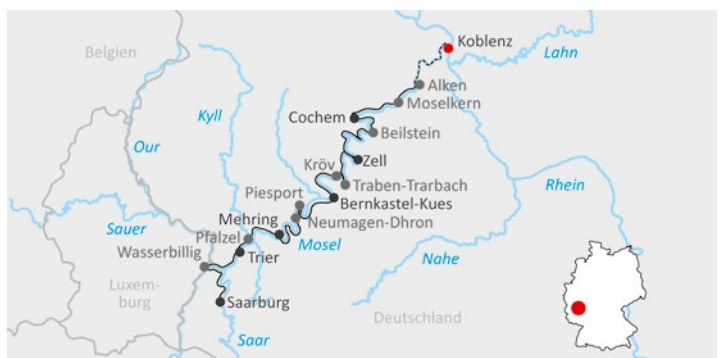 Koblenz
Belgien
Lahn
Alken
Kyll
Moselkern
Cochem
Beilstein
Our
Zell
Kröv
Traben-Trarbach
Rhein
Piesport
Bernkastel-Kues
Mehring
Neumagen-Dhron
Sauer
Pfalzel
Mosel
Wasserbillig
Trier
Nahe
Luxem-
burg
Saarburg
Deutschland
Saar